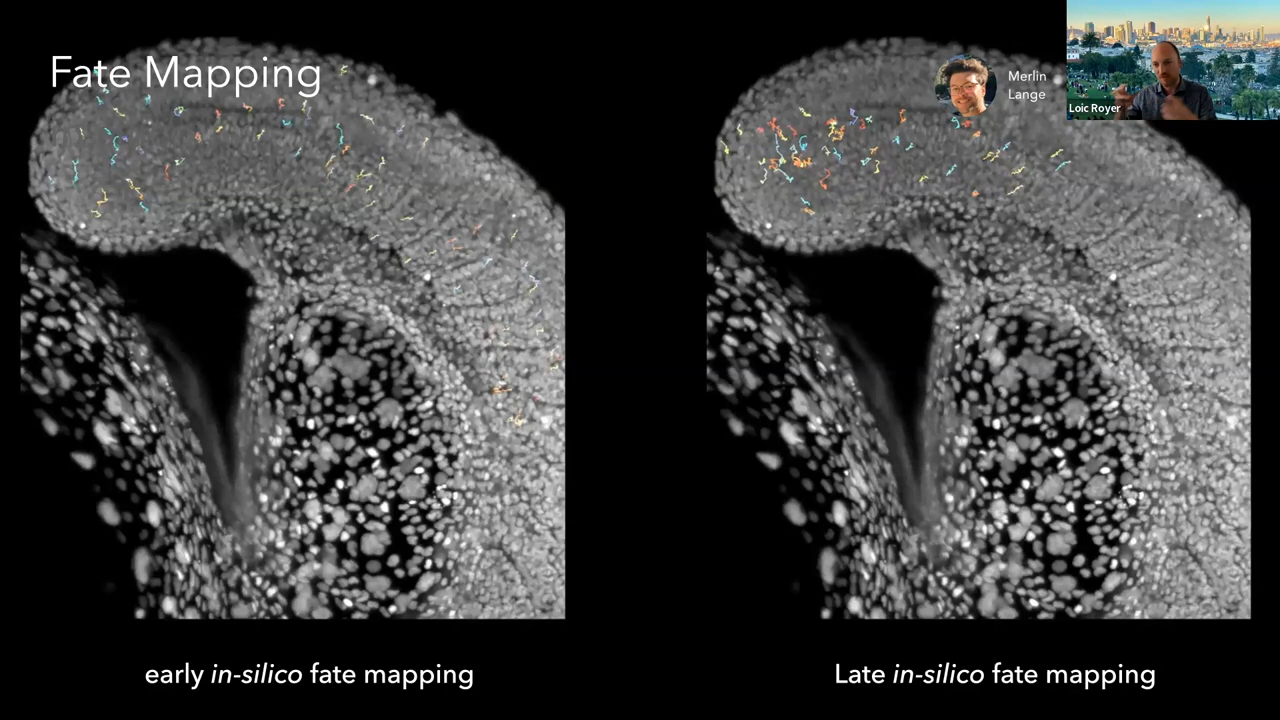 Fate Mapping
Merlin
Lange
Loic Royer
early in-silico fate mapping
Late in-silico fate mapping